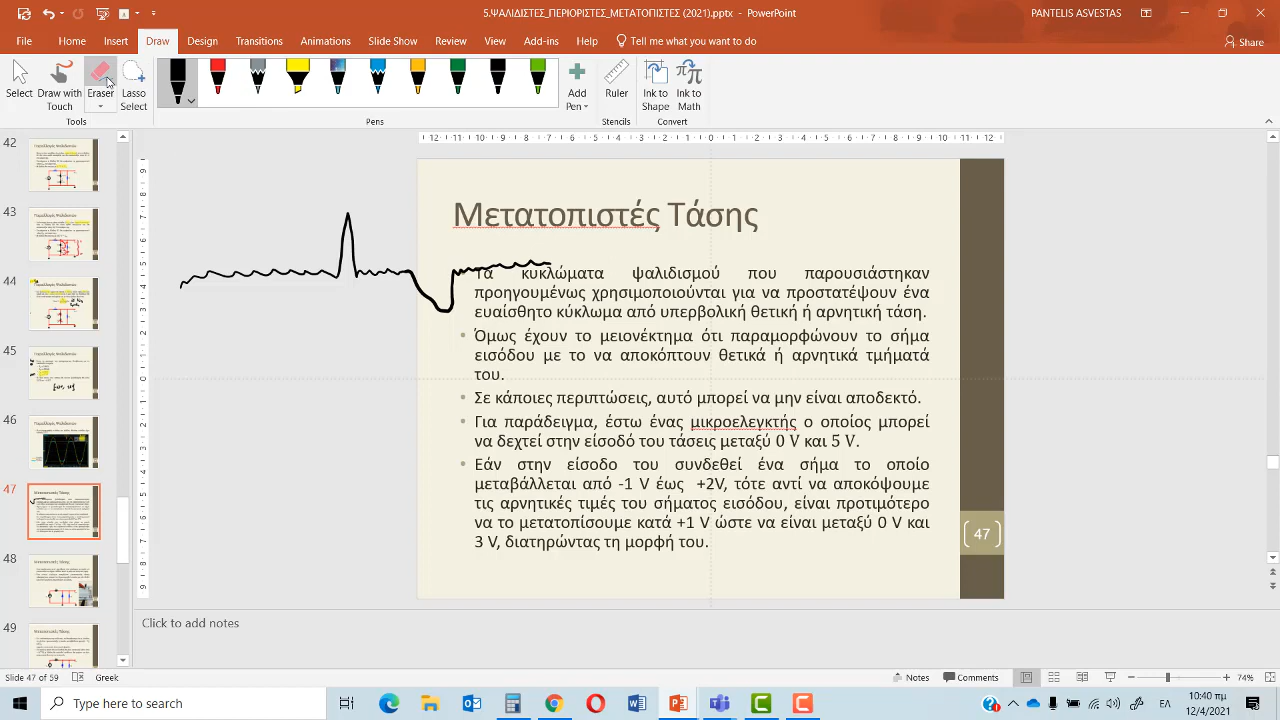 5.ΨΑΛΙΔΙΣΤΕΣ_ΠΕΡΙΟΡΙΣΤΕΣ_ΜΕΤΑΤΟΠΙΣΤΕΣ (2021).pptx - PowerPoint
PANTELIS ASVESTAS
File Home Insert Draw Design Transitions Animations Slide Show Review View Add-ins Help Tell me what you want to do
Share
Select
Draw with Touch
Eraser
Lasso Select
Tools
Pens
Add Pen
Ruler
Stencils
Ink to Shape
Ink to Math
Convert
42
43
44
45
46
47
48
49
Μετατοπιστές Τάσης
Τα κυκλώματα ψαλιδισμού που παρουσιάστηκαν
προηγουμένως χρησιμοποιούνται για να προστατέψουν ένα
ευαίσθητο κύκλωμα από υπερβολική θετική ή αρνητική τάση.
• Όμως έχουν το μειονέκτημα ότι παραμορφώνουν το σήμα
εισόδου με το να αποκόπτουν θετικά ή αρνητικά τμήματά
του.
• Σε κάποιες περιπτώσεις, αυτό μπορεί να μην είναι αποδεκτό.
• Για παράδειγμα, έστω ένας μικροελεγκτής ο οποίος μπορεί
να δεχτεί στην είσοδό του τάσεις μεταξύ 0 V και 5 V.
• Εάν στην είσοδο του συνδεθεί ένα σήμα το οποίο
μεταβάλλεται από -1 V έως +2V, τότε αντί να αποκόψουμε
τις αρνητικές τιμές του σήματος εισόδου, είναι προτιμότερο
να το μετατοπίσουμε κατά +1 V ώστε να είναι μεταξύ 0 V και
3 V, διατηρώντας τη μορφή του.
47
Click to add notes
Slide 47 of 59 Greek
Notes Comments 74%
Type here to search
10:40 πμ
12/4/2021